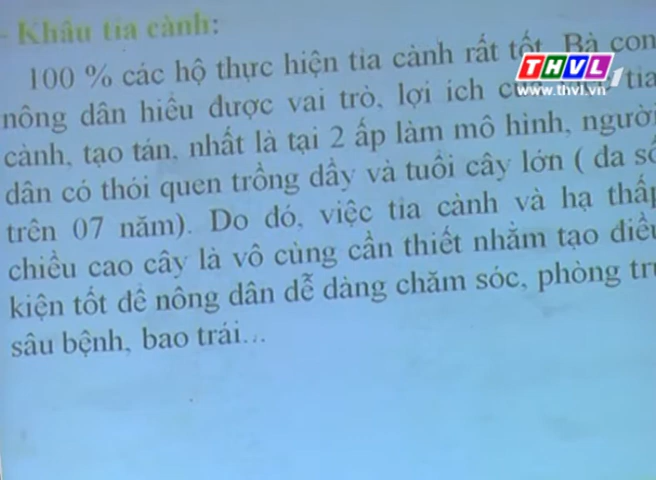 - Khâu tỉa cành:
100 % các hộ thực hiện tỉa cành rất tốt. Bà con
nông dân hiểu được vai trò, lợi ích tỉa
cành, tạo tán, nhất là tại 2 ấp làm mô hình, người
dân có thói quen trồng dầy và tuổi cây lớn ( đa số
trên 07 năm). Do đó, việc tỉa cành và hạ thấp
chiều cao cây là vô cùng cần thiết nhằm tạo điều
kiện tốt để nông dân dễ dàng chăm sóc, phòng trừ
sâu bệnh, bao trái...
THVL1
www.thvl.vn